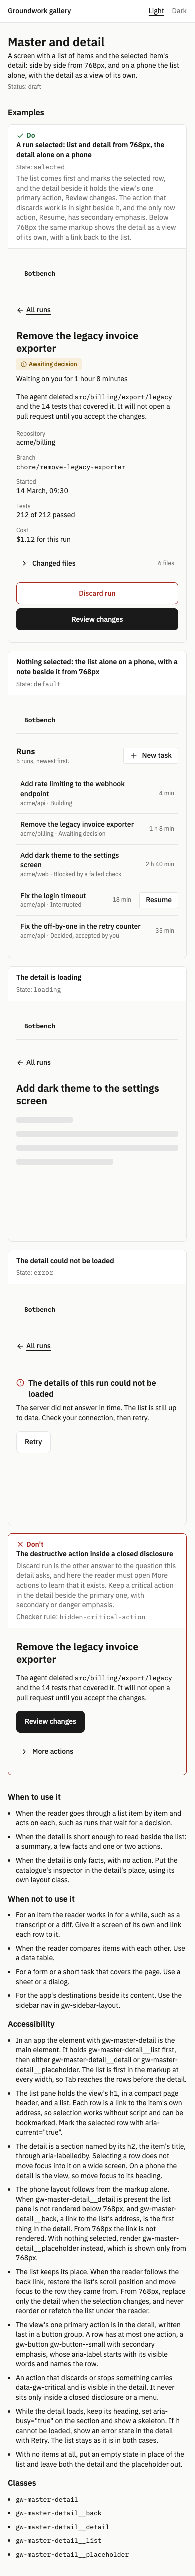 Groundwork gallery
Light
Dark
Master and detail
A screen with a list of items and the selected item's
detail: side by side from 768px, and on a phone the list
alone, with the detail as a view of its own.
Status: draft
Examples
Do
A run selected: list and detail from 768px, the
detail alone on a phone
State: selected
The list comes first and marks the selected row,
and the detail beside it holds the view's one
primary action, Review changes. The action that
discards work is in sight beside it, and the only row
action, Resume, has secondary emphasis. Below
768px the same markup shows the detail as a view
of its own, with a link back to the list.
Botbench
All runs
Remove the legacy invoice
exporter
Awaiting decision
Waiting on you for 1 hour 8 minutes
The agent deleted src/billing/export/legacy
and the 14 tests that covered it. It will not open a
pull request until you accept the changes.
Repository
acme/billing
Branch
chore/remove-legacy-exporter
Started
14 March, 09:30
Tests
212 of 212 passed
Cost
$1.12 for this run
Changed files
6 files
Discard run
Review changes
Nothing selected: the list alone on a phone, with a
note beside it from 768px
State: default
Botbench
Runs
5 runs, newest first.
New task
Add rate limiting to the webhook
endpoint
acme/api · Building
4 min
Remove the legacy invoice exporter
acme/billing · Awaiting decision
1 h 8 min
Add dark theme to the settings
screen
acme/web · Blocked by a failed check
2 h 40 min
Fix the login timeout
acme/api · Interrupted
18 min
Resume
Fix the off-by-one in the retry counter
acme/api · Decided, accepted by you
35 min
The detail is loading
State: loading
Botbench
All runs
Add dark theme to the settings
screen
The detail could not be loaded
State: error
Botbench
All runs
The details of this run could not be
loaded
The server did not answer in time. The list is still up
to date. Check your connection, then retry.
Retry
Don't
The destructive action inside a closed disclosure
Discard run is the other answer to the question this
detail asks, and here the reader must open More
actions to learn that it exists. Keep a critical action
in the detail beside the primary one, with
secondary or danger emphasis.
Checker rule: hidden-critical-action
Remove the legacy invoice
exporter
The agent deleted src/billing/export/legacy
and the 14 tests that covered it. It will not open a
pull request until you accept the changes.
Review changes
More actions
When to use it
When the reader goes through a list item by item and
acts on each, such as runs that wait for a decision.
When the detail is short enough to read beside the list:
a summary, a few facts and one or two actions.
When the detail is only facts, with no action. Put the
catalogue's inspector in the detail's place, using its
own layout class.
When not to use it
For an item the reader works in for a while, such as a
transcript or a diff. Give it a screen of its own and link
each row to it.
When the reader compares items with each other. Use
a data table.
For a form or a short task that covers the page. Use a
sheet or a dialog.
For the app's destinations beside its content. Use the
sidebar nav in gw-sidebar-layout.
Accessibility
In an app the element with gw-master-detail is the
main element. It holds gw-master-detail__list first,
then either gw-master-detail__detail or gw-master-
detail__placeholder. The list is first in the markup at
every width, so Tab reaches the rows before the detail.
The list pane holds the view's h1, in a compact page
header, and a list. Each row is a link to the item's own
address, so selection works without script and can be
bookmarked. Mark the selected row with aria-
current="true".
The detail is a section named by its h2, the item's title,
through aria-labelledby. Selecting a row does not
move focus into it on a wide screen. On a phone the
detail is the view, so move focus to its heading.
The phone layout follows from the markup alone.
When gw-master-detail__detail is present the list
pane is not rendered below 768px, and gw-master-
detail__back, a link to the list's address, is the first
thing in the detail. From 768px the link is not
rendered. With nothing selected, render gw-master-
detail__placeholder instead, which is shown only from
768px.
The list keeps its place. When the reader follows the
back link, restore the list's scroll position and move
focus to the row they came from. From 768px, replace
only the detail when the selection changes, and never
reorder or refetch the list under the reader.
The view's one primary action is in the detail, written
last in a button group. A row has at most one action, a
gw-button gw-button--small with secondary
emphasis, whose aria-label starts with its visible
words and names the row.
An action that discards or stops something carries
data-gw-critical and is visible in the detail. It never
sits only inside a closed disclosure or a menu.
While the detail loads, keep its heading, set aria-
busy="true" on the section and show a skeleton. If it
cannot be loaded, show an error state in the detail
with Retry. The list stays as it is in both cases.
With no items at all, put an empty state in place of the
list and leave both the detail and the placeholder out.
Classes
gw-master-detail
gw-master-detail__back
gw-master-detail__detail
gw-master-detail__list
gw-master-detail__placeholder